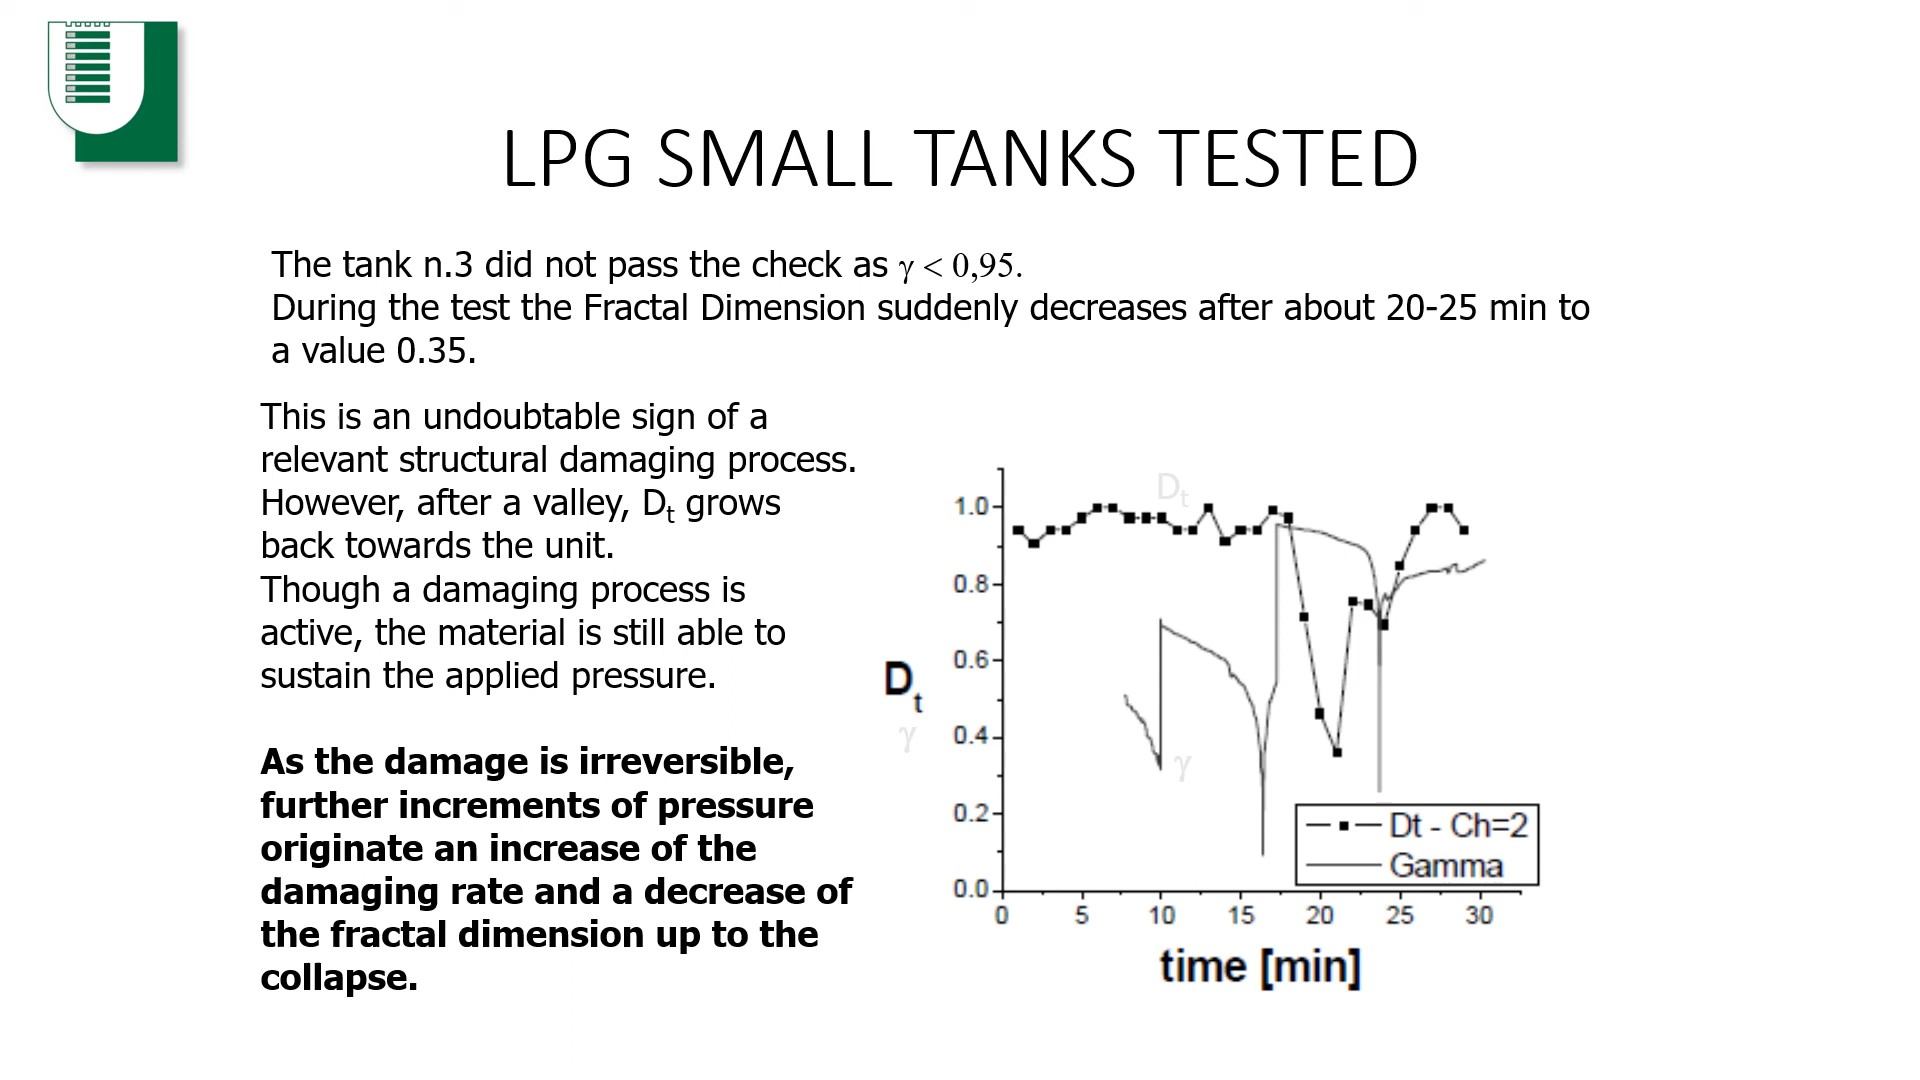 LPG SMALL TANKS TESTED
The tank n.3 did not pass the check as γ < 0,95.
During the test the Fractal Dimension suddenly decreases after about 20-25 min to
a value 0.35.
This is an undoubtable sign of a
relevant structural damaging process.
However, after a valley, Dt grows
back towards the unit.
Though a damaging process is
active, the material is still able to
sustain the applied pressure.
As the damage is irreversible,
further increments of pressure
originate an increase of the
damaging rate and a decrease of
the fractal dimension up to the
collapse.
Dt
1.0
0.8
0.6
Dt
γ
0.4
γ
0.2
Dt - Ch=2
Gamma
0.0
0 5 10 15 20 25 30
time [min]